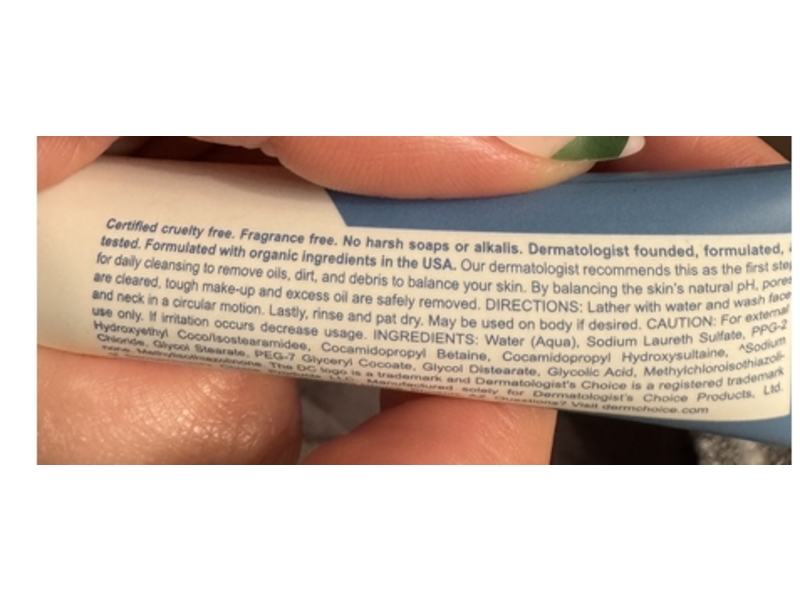 Certified cruelty free. Fragrance free. No harsh soaps or alkalis. Dermatologist founded, formulated,
tested. Formulated with organic ingredients in the USA. Our dermatologist recommends this as the first step
for daily cleansing to remove oils, dirt, and debris to balance your skin. By balancing the skin's natural pH, pores
are cleared, tough make-up and excess oil are safely removed. DIRECTIONS: Lather with water and wash face
and neck in a circular motion. Lastly, rinse and pat dry. May be used on body if desired. CAUTION: For external
use only. If irritation occurs decrease usage. INGREDIENTS: Water (Aqua), Sodium Laureth Sulfate, PPG-2
Hydroxyethyl Coco/Isostearamide, Cocamidopropyl Betaine, Cocamidopropyl Hydroxysultaine, ^Sodium
Chloride, Glycol Stearate, PEG-7 Glyceryl Cocoate, Glycol Distearate, Glycolic Acid, Methylchloroisothiazoli-
none, Methylisothiazolinone. The DC logo is a trademark and Dermatologist's Choice is a registered trademark
Products LLC. Manufactured solely for Dermatologist's Choice Products, Ltd.
Questions? Visit dermchoice.com